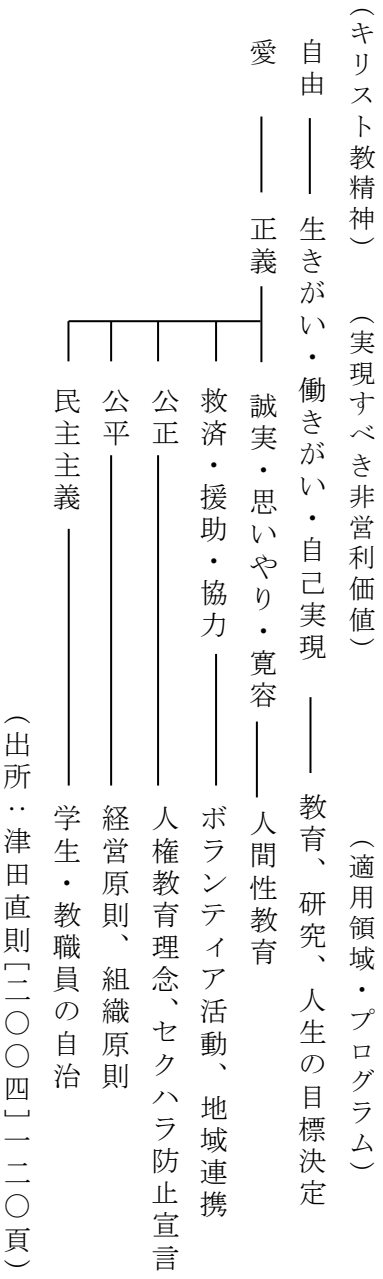 （キリスト教精神）　（実現すべき非営利価値）　（適用領域・プログラム）
自由　生きがい・働きがい・自己実現　教育、研究、人生の目標決定
愛　正義　誠実・思いやり・寛容　人間性教育
救済・援助・協力　ボランティア活動、地域連携
公正　人権教育理念、セクハラ防止宣言
公平　経営原則、組織原則
民主主義　学生・教職員の自治
（出所：津田直則［二〇〇四］一二〇頁）